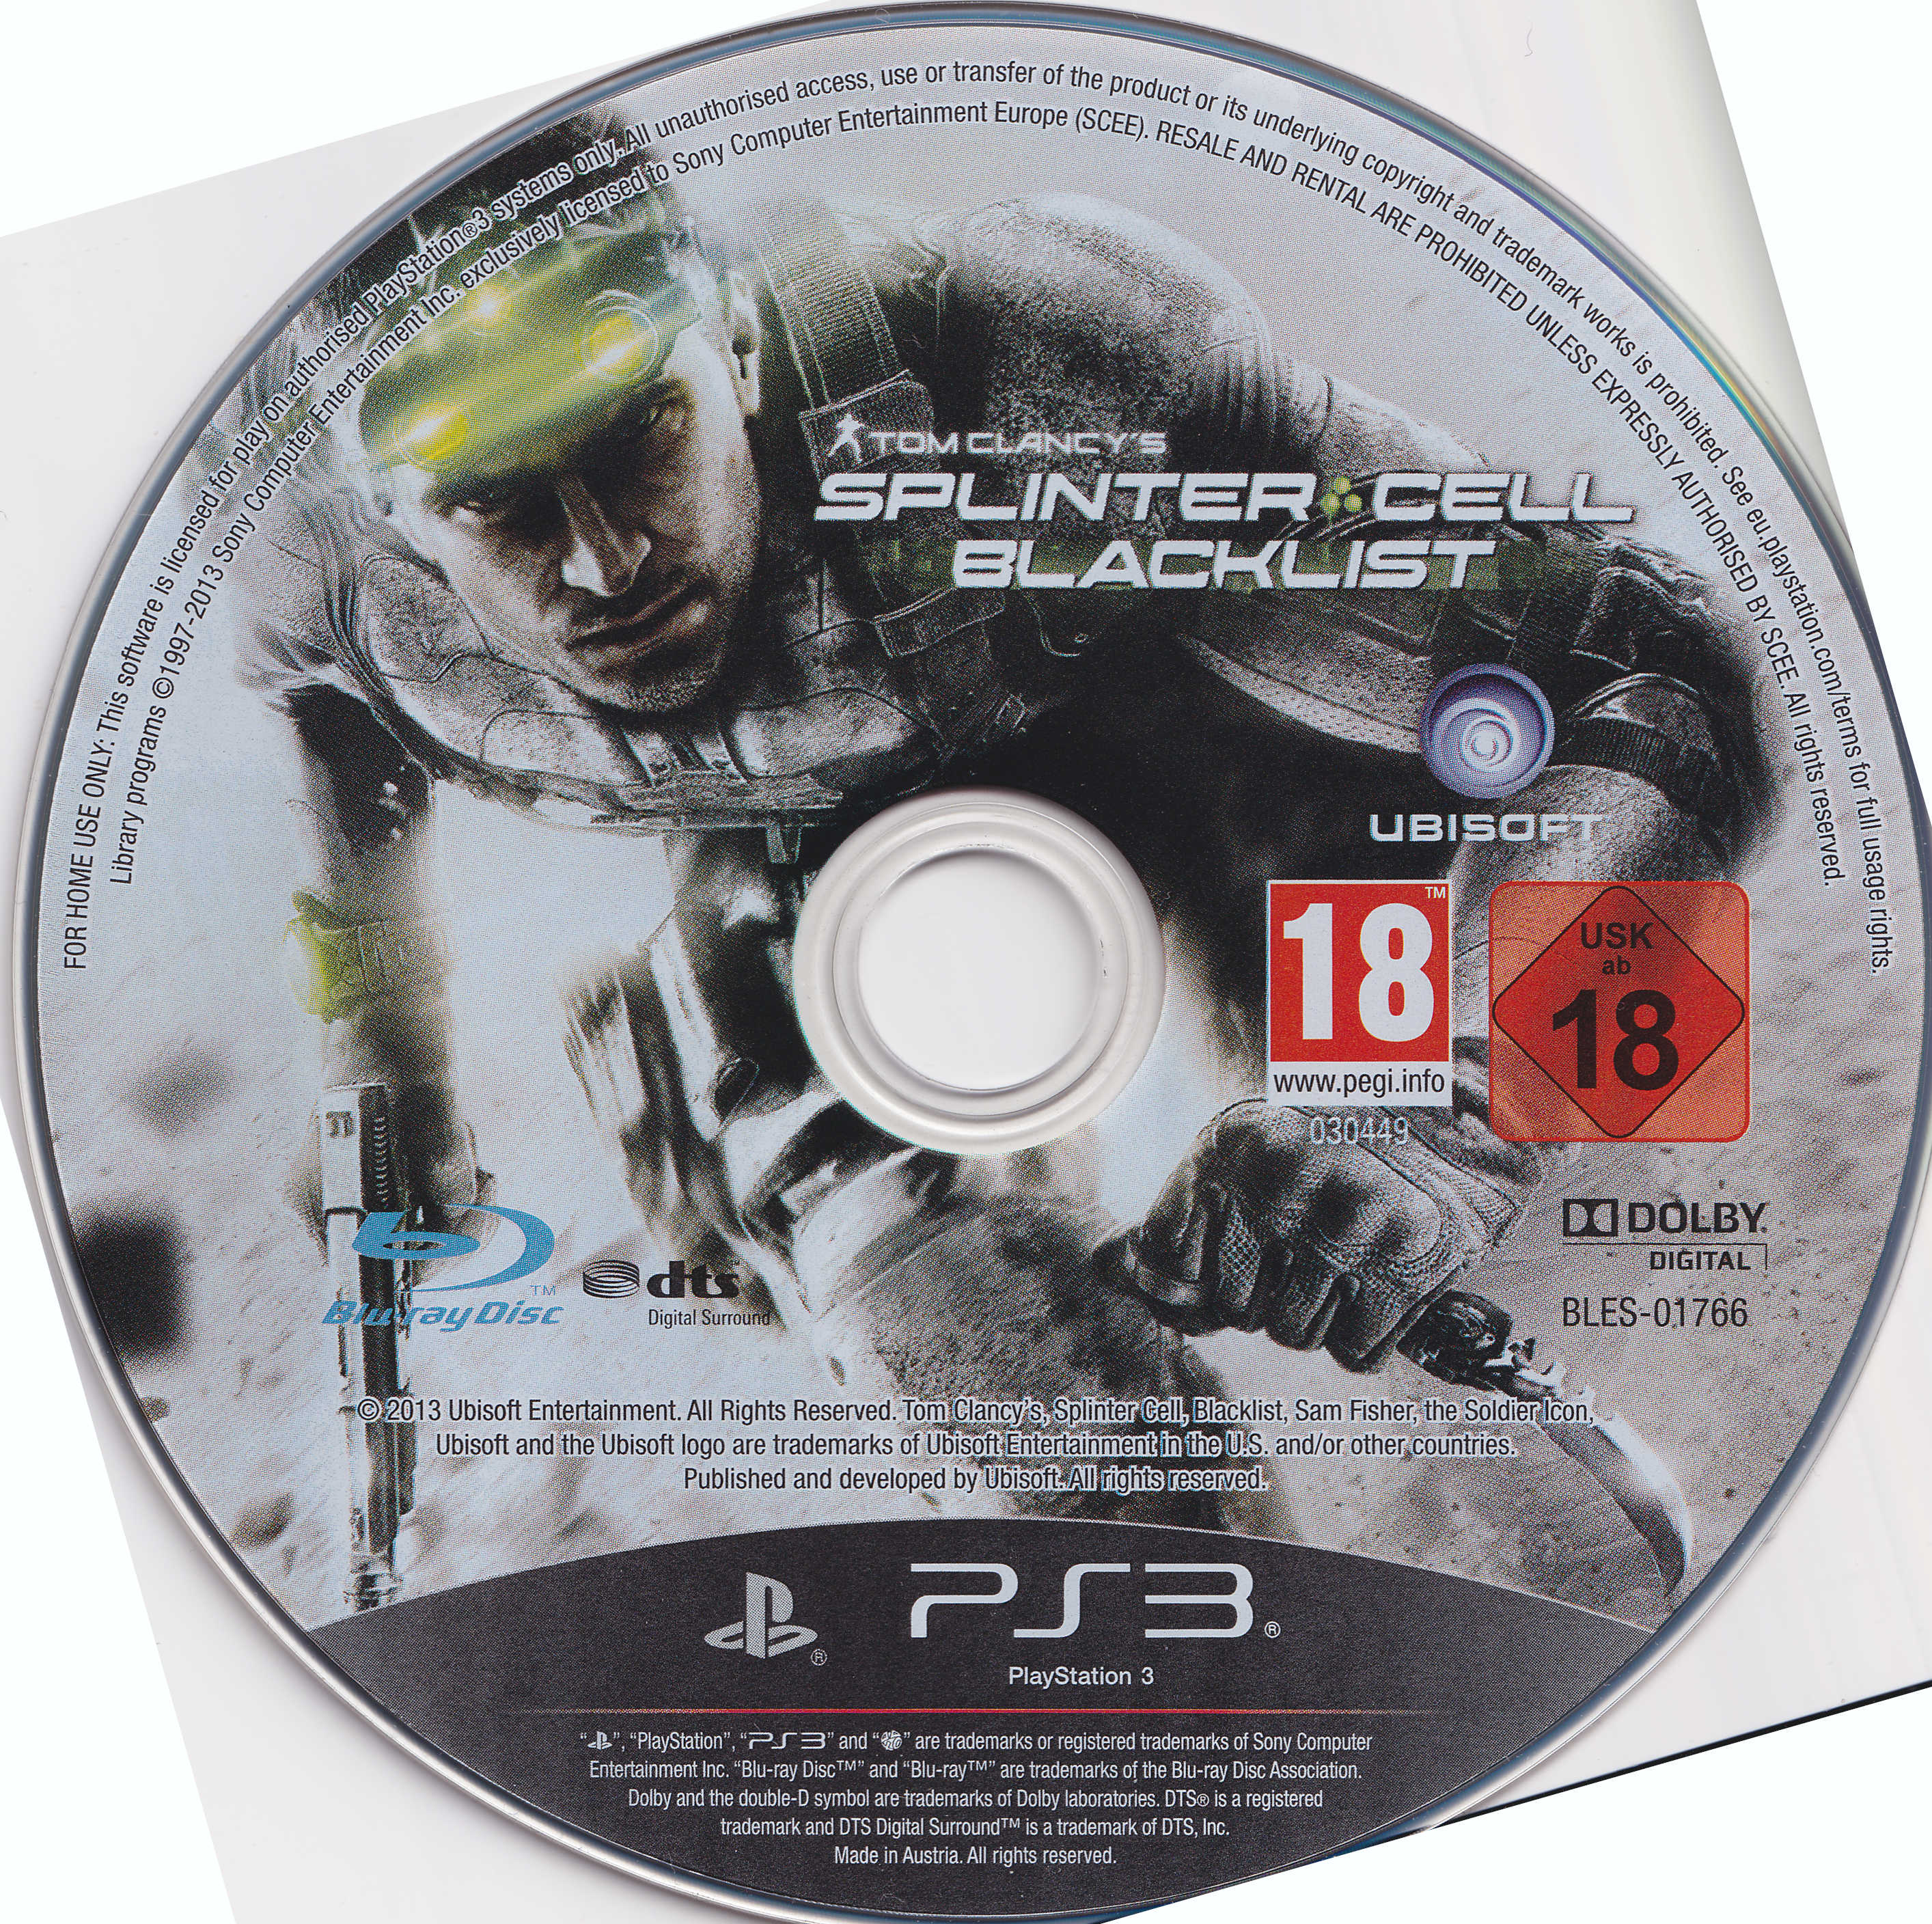 FOR HOME USE ONLY: This software is licensed for play on authorised PlayStation®3 systems only. All unauthorised access, use or transfer of the product or its underlying copyright and trademark works is prohibited. See eu.playstation.com/terms for full usage rights.
Library programs ©1997-2013 Sony Computer Entertainment Inc. exclusively licensed to Sony Computer Entertainment Europe (SCEE). RESALE AND RENTAL ARE PROHIBITED UNLESS EXPRESSLY AUTHORISED BY SCEE. All rights reserved.
TOM CLANCY'S
SPLINTER CELL
BLACKLIST
UBISOFT
18™
www.pegi.info
030449
USK
ab
18
Blu-ray Disc™
dts
Digital Surround
DOLBY
DIGITAL
BLES-01766
© 2013 Ubisoft Entertainment. All Rights Reserved. Tom Clancy's, Splinter Cell, Blacklist, Sam Fisher, the Soldier Icon,
Ubisoft and the Ubisoft logo are trademarks of Ubisoft Entertainment in the U.S. and/or other countries.
Published and developed by Ubisoft. All rights reserved.
® PS3®
PlayStation 3
“ ”, “PlayStation”, “PS3” and “ ” are trademarks or registered trademarks of Sony Computer
Entertainment Inc. “Blu-ray Disc™” and “Blu-ray™” are trademarks of the Blu-ray Disc Association.
Dolby and the double-D symbol are trademarks of Dolby laboratories. DTS® is a registered
trademark and DTS Digital Surround™ is a trademark of DTS, Inc.
Made in Austria. All rights reserved.